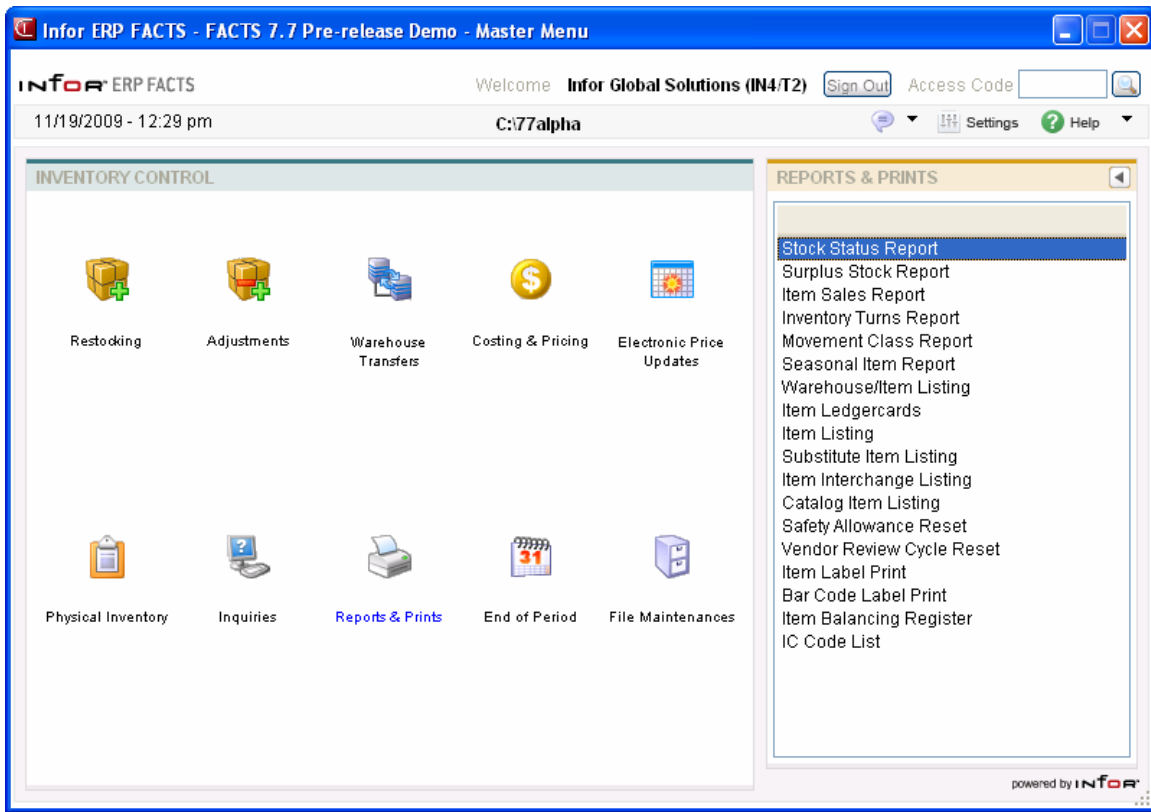 Infor ERP FACTS - FACTS 7.7 Pre-release Demo - Master Menu
infor ERP FACTS
Welcome Infor Global Solutions (IN4/T2) Sign Out Access Code
11/19/2009 - 12:29 pm C:\77alpha Settings Help
INVENTORY CONTROL
Restocking
Adjustments
Warehouse
Transfers
Costing & Pricing
Electronic Price
Updates
31
Physical Inventory
Inquiries
Reports & Prints
End of Period
File Maintenances
REPORTS & PRINTS
Stock Status Report
Surplus Stock Report
Item Sales Report
Inventory Turns Report
Movement Class Report
Seasonal Item Report
Warehouse/Item Listing
Item Ledgercards
Item Listing
Substitute Item Listing
Item Interchange Listing
Catalog Item Listing
Safety Allowance Reset
Vendor Review Cycle Reset
Item Label Print
Bar Code Label Print
Item Balancing Register
IC Code List
powered by infor